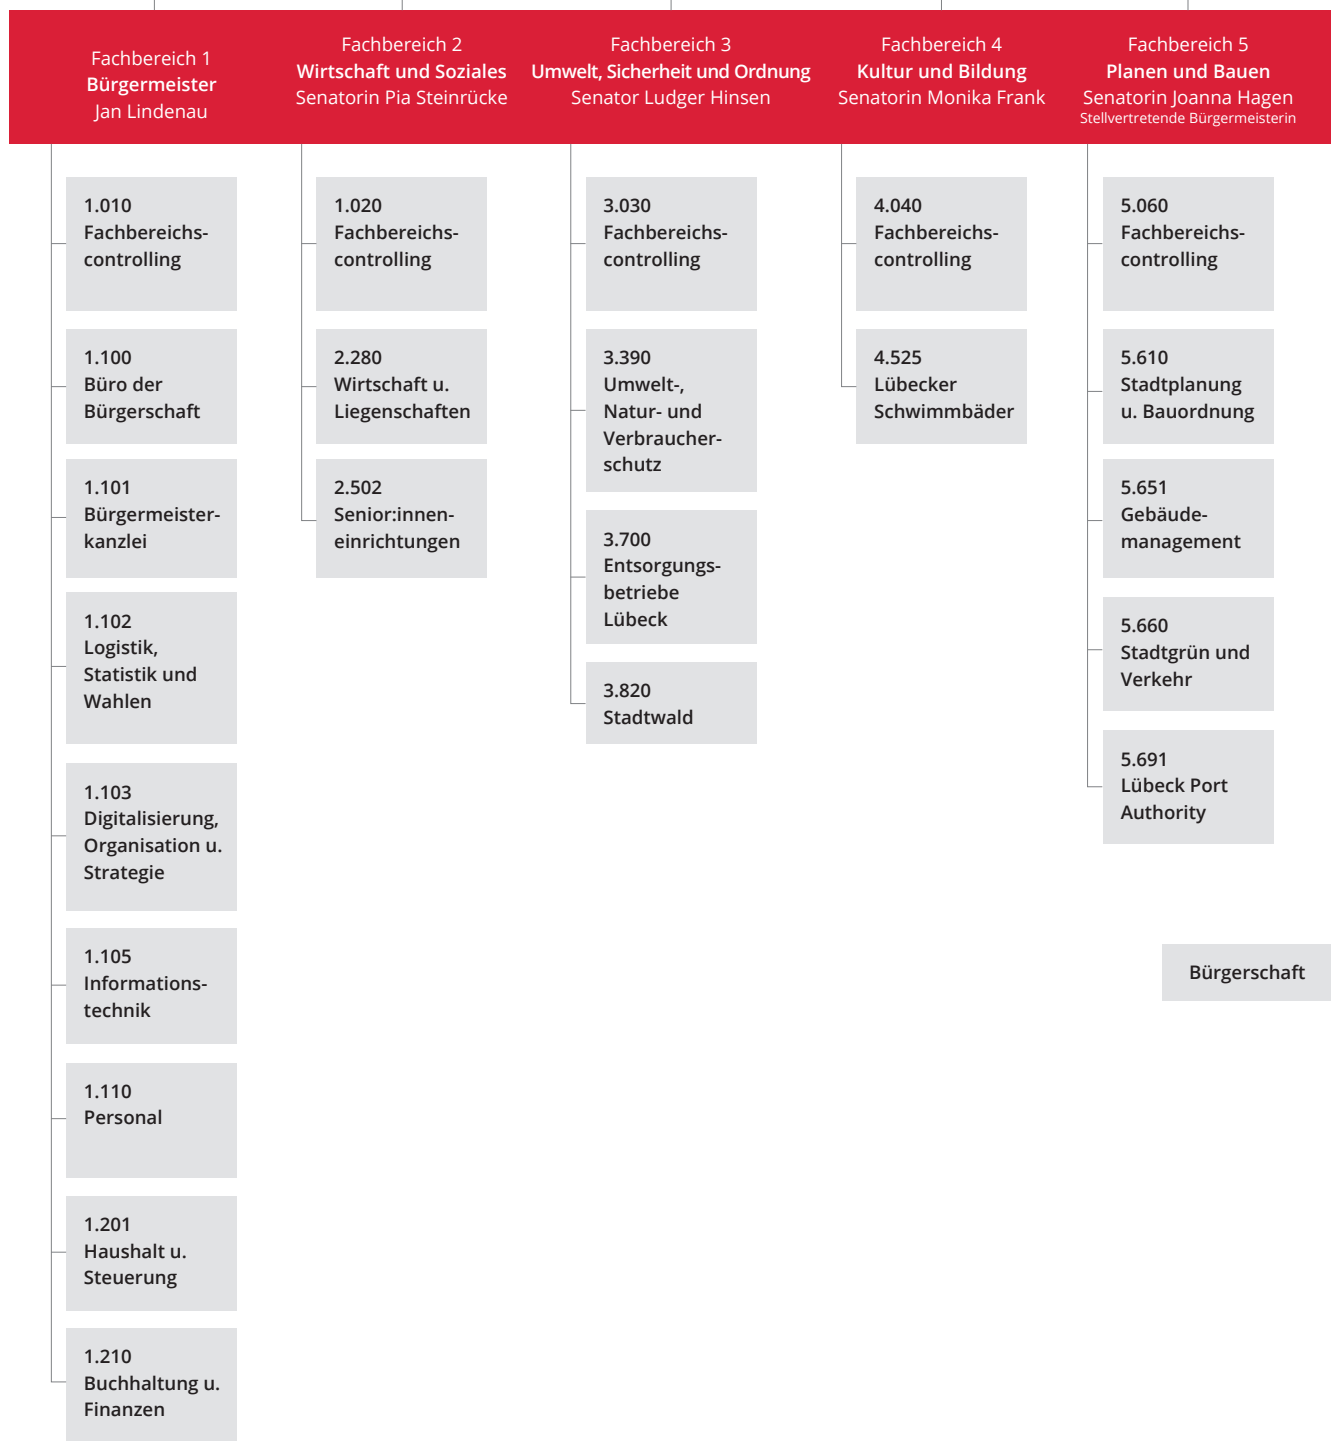 Fachbereich 1
Bürgermeister
Jan Lindenau
Fachbereich 2
Wirtschaft und Soziales
Senatorin Pia Steinrücke
Fachbereich 3
Umwelt, Sicherheit und Ordnung
Senator Ludger Hinsen
Fachbereich 4
Kultur und Bildung
Senatorin Monika Frank
Fachbereich 5
Planen und Bauen
Senatorin Joanna Hagen
Stellvertretende Bürgermeisterin
1.010
Fachbereichs-
controlling
1.100
Büro der
Bürgerschaft
1.101
Bürgermeister-
kanzlei
1.102
Logistik,
Statistik und
Wahlen
1.103
Digitalisierung,
Organisation u.
Strategie
1.105
Informations-
technik
1.110
Personal
1.201
Haushalt u.
Steuerung
1.210
Buchhaltung u.
Finanzen
1.020
Fachbereichs-
controlling
2.280
Wirtschaft u.
Liegenschaften
2.502
Senior:innen-
einrichtungen
3.030
Fachbereichs-
controlling
3.390
Umwelt-,
Natur- und
Verbraucher-
schutz
3.700
Entsorgungs-
betriebe
Lübeck
3.820
Stadtwald
4.040
Fachbereichs-
controlling
4.525
Lübecker
Schwimmbäder
5.060
Fachbereichs-
controlling
5.610
Stadtplanung
u. Bauordnung
5.651
Gebäude-
management
5.660
Stadtgrün und
Verkehr
5.691
Lübeck Port
Authority
Bürgerschaft